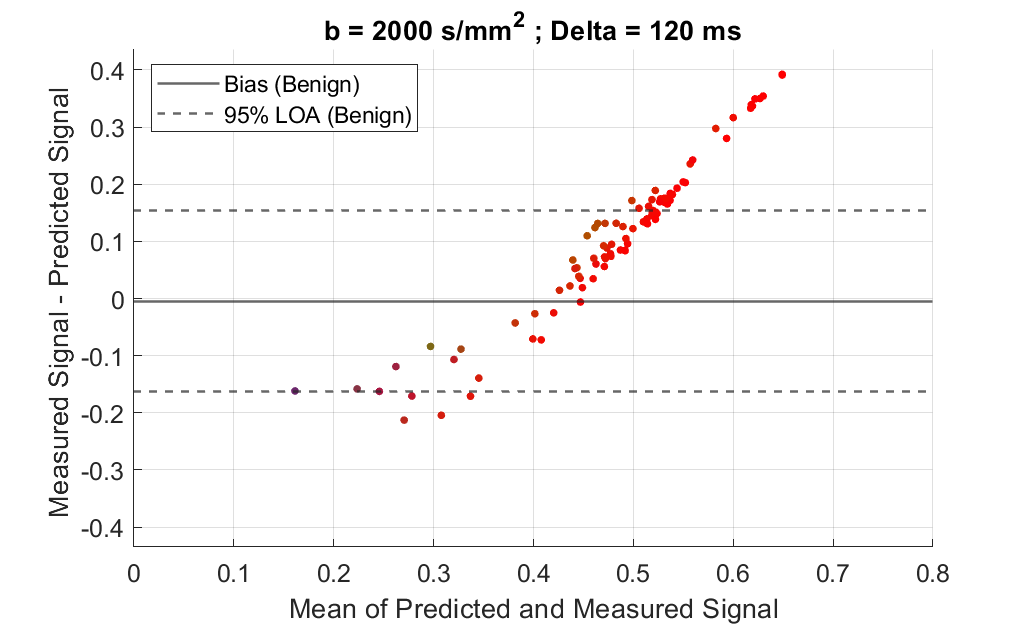 b = 2000 s/mm² ; Delta = 120 ms
Bias (Benign)
95% LOA (Benign)
Measured Signal - Predicted Signal
0.4
0.3
0.2
0.1
0
-0.1
-0.2
-0.3
-0.4
0 0.1 0.2 0.3 0.4 0.5 0.6 0.7 0.8
Mean of Predicted and Measured Signal